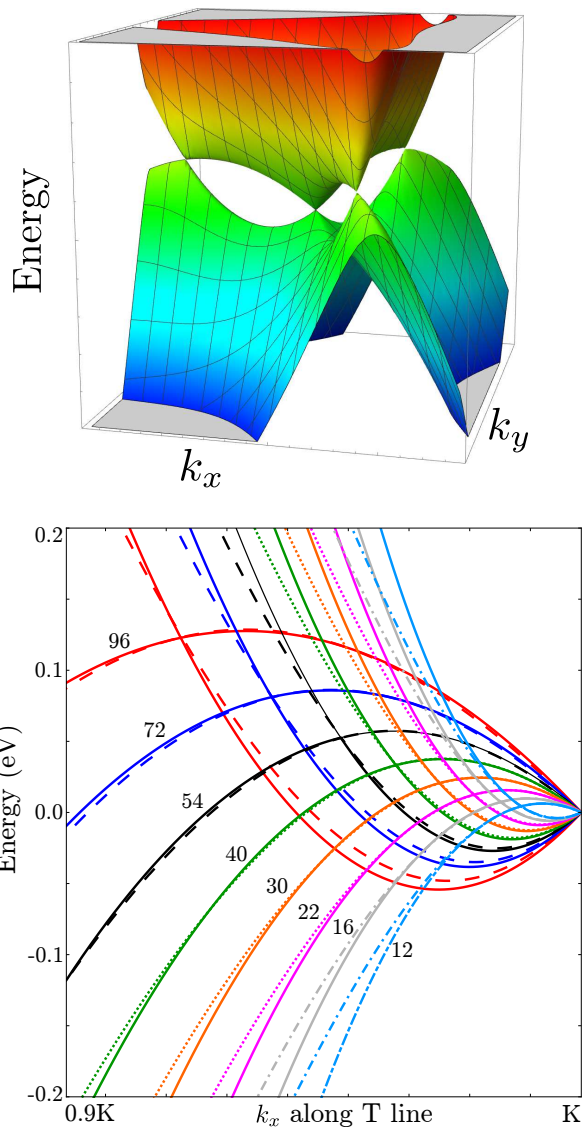 Energy
k_x
k_y
Energy (eV)
0.2
0.1
0.0
-0.1
-0.2
96
72
54
40
30
22
16
12
0.9K
k_x along T line
K